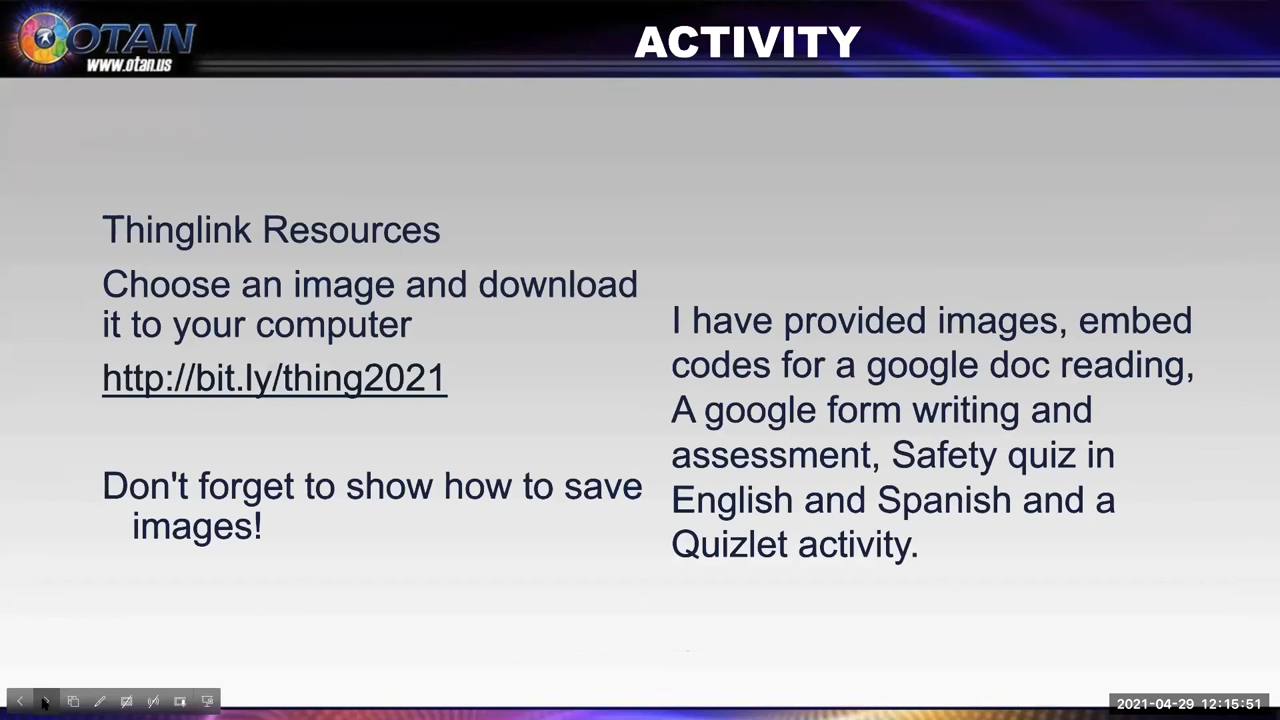 OTAN
www.otan.us
ACTIVITY
Thinglink Resources
Choose an image and download
it to your computer
http://bit.ly/thing2021
Don't forget to show how to save
images!
I have provided images, embed
codes for a google doc reading,
A google form writing and
assessment, Safety quiz in
English and Spanish and a
Quizlet activity.
2021-04-29 12:15:51